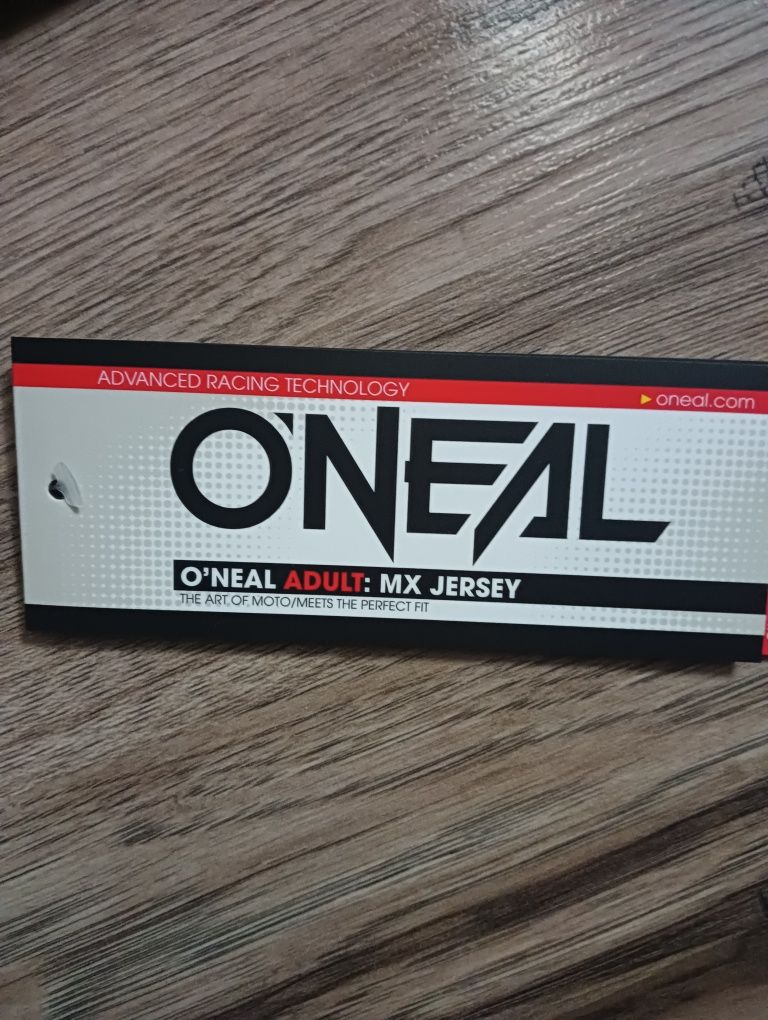 ADVANCED RACING TECHNOLOGY
oneal.com
O'NEAL
O'NEAL ADULT: MX JERSEY
THE ART OF MOTO/MEETS THE PERFECT FIT